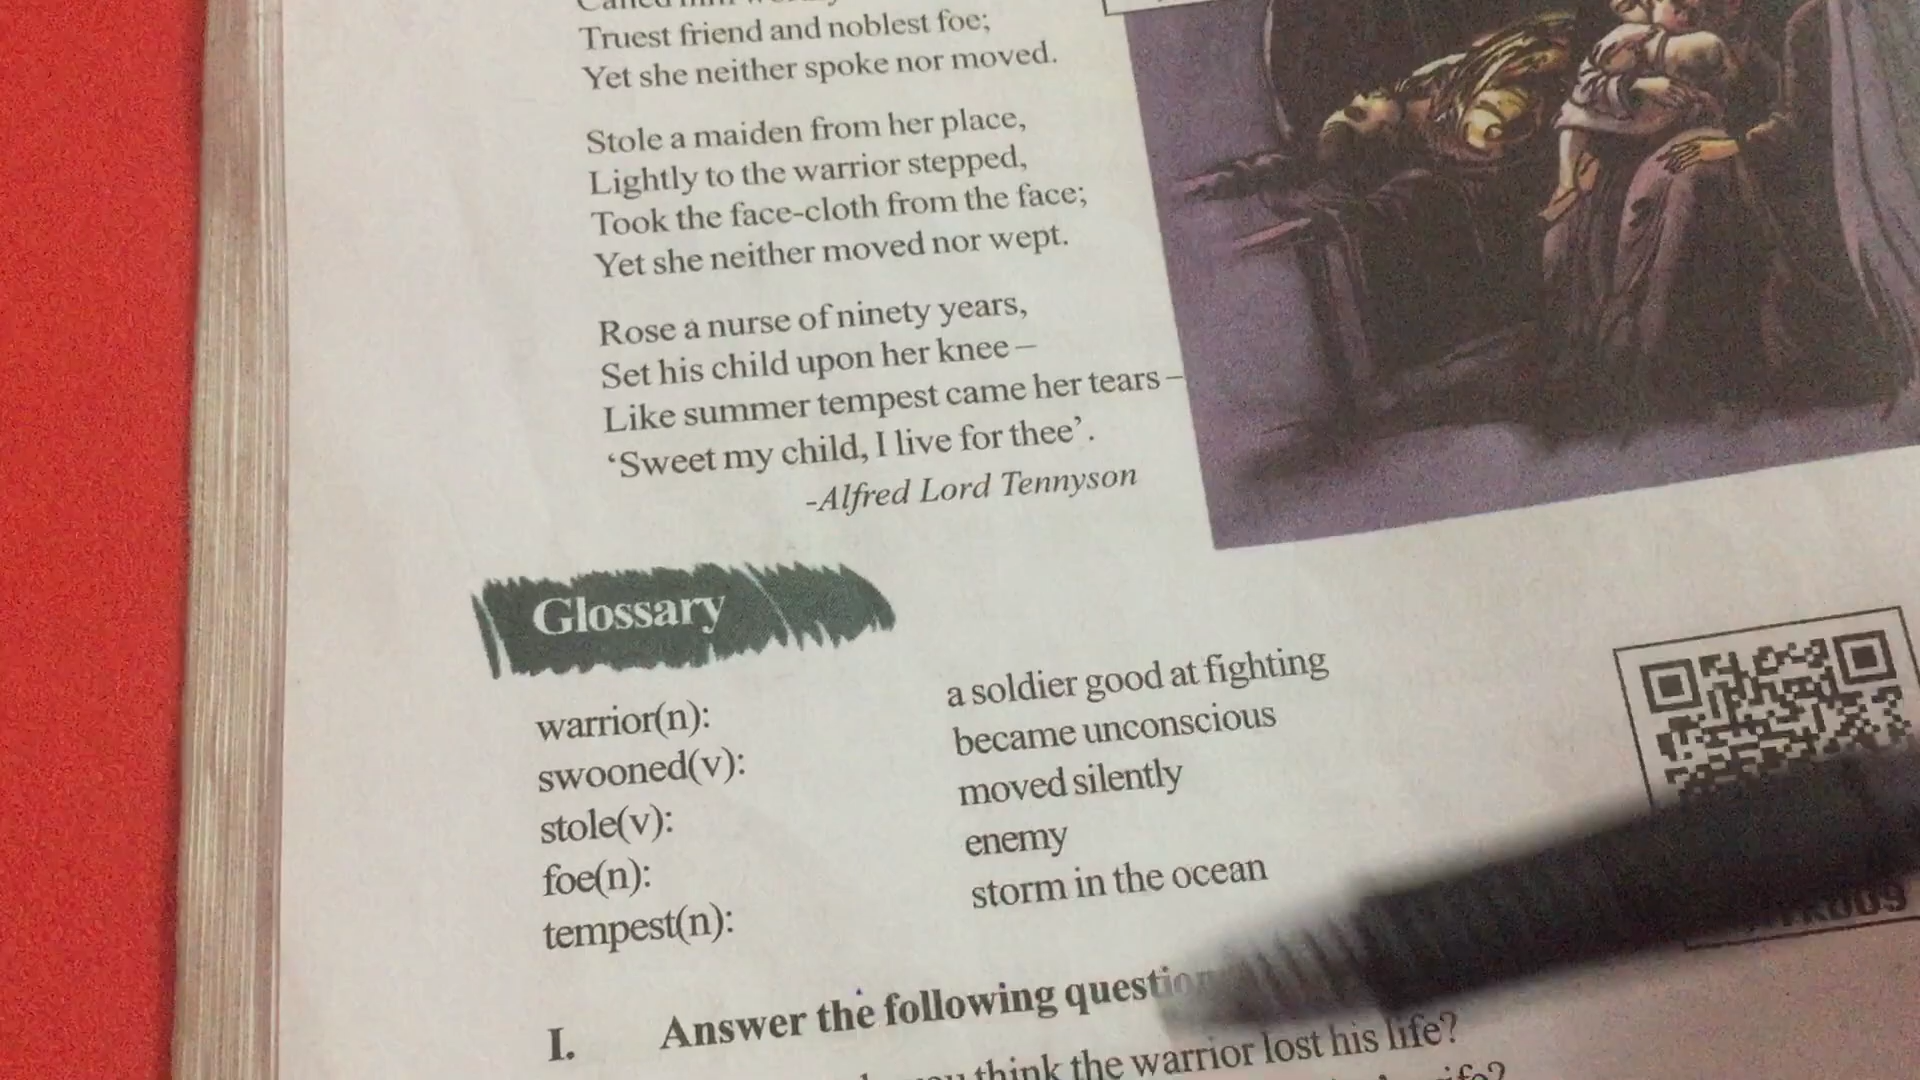 Truest friend and noblest foe;
Yet she neither spoke nor moved.
Stole a maiden from her place,
Lightly to the warrior stepped,
Took the face-cloth from the face;
Yet she neither moved nor wept.
Rose a nurse of ninety years,
Set his child upon her knee –
Like summer tempest came her tears –
‘Sweet my child, I live for thee’.
-Alfred Lord Tennyson
Glossary
warrior(n): a soldier good at fighting
swooned(v): became unconscious
stole(v): moved silently
foe(n): enemy
tempest(n): storm in the ocean
I. Answer the following
think the warrior lost his life?